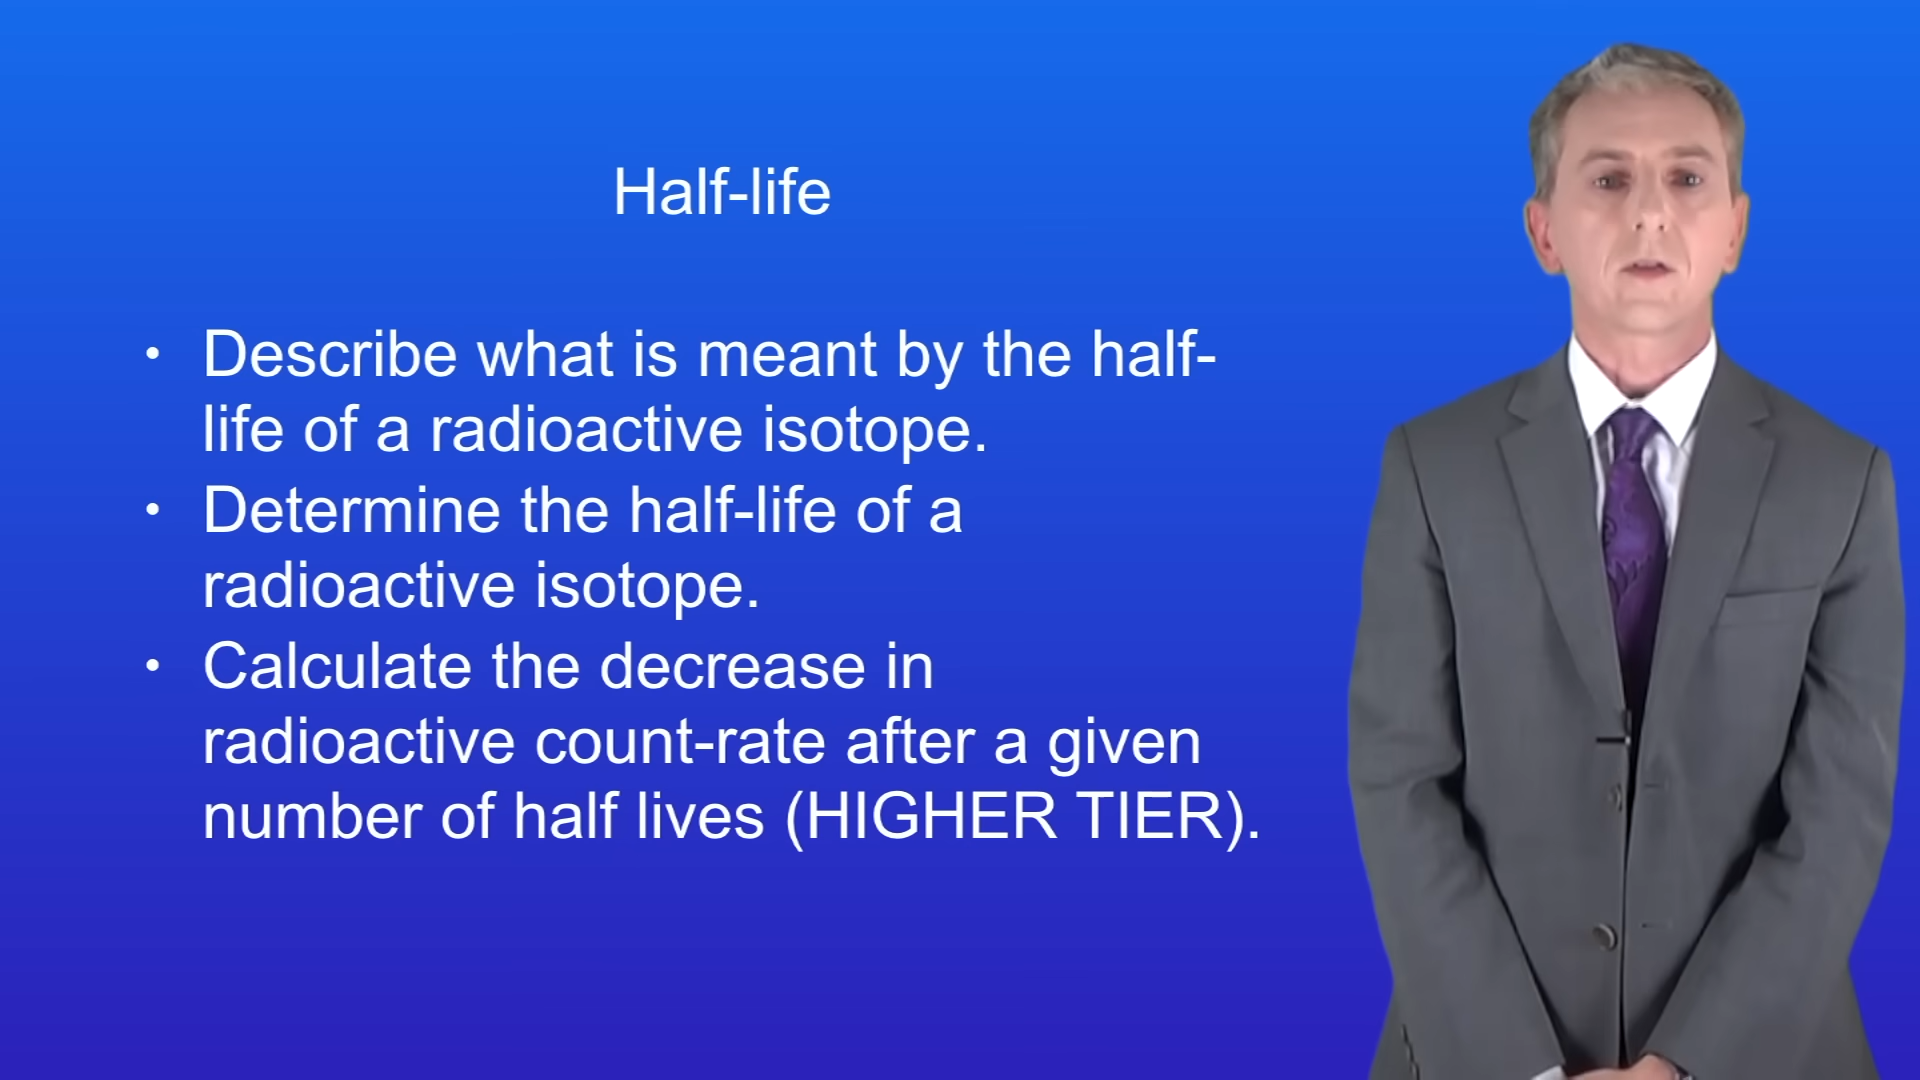 Half-life
• Describe what is meant by the half-
life of a radioactive isotope.
• Determine the half-life of a
radioactive isotope.
• Calculate the decrease in
radioactive count-rate after a given
number of half lives (HIGHER TIER).